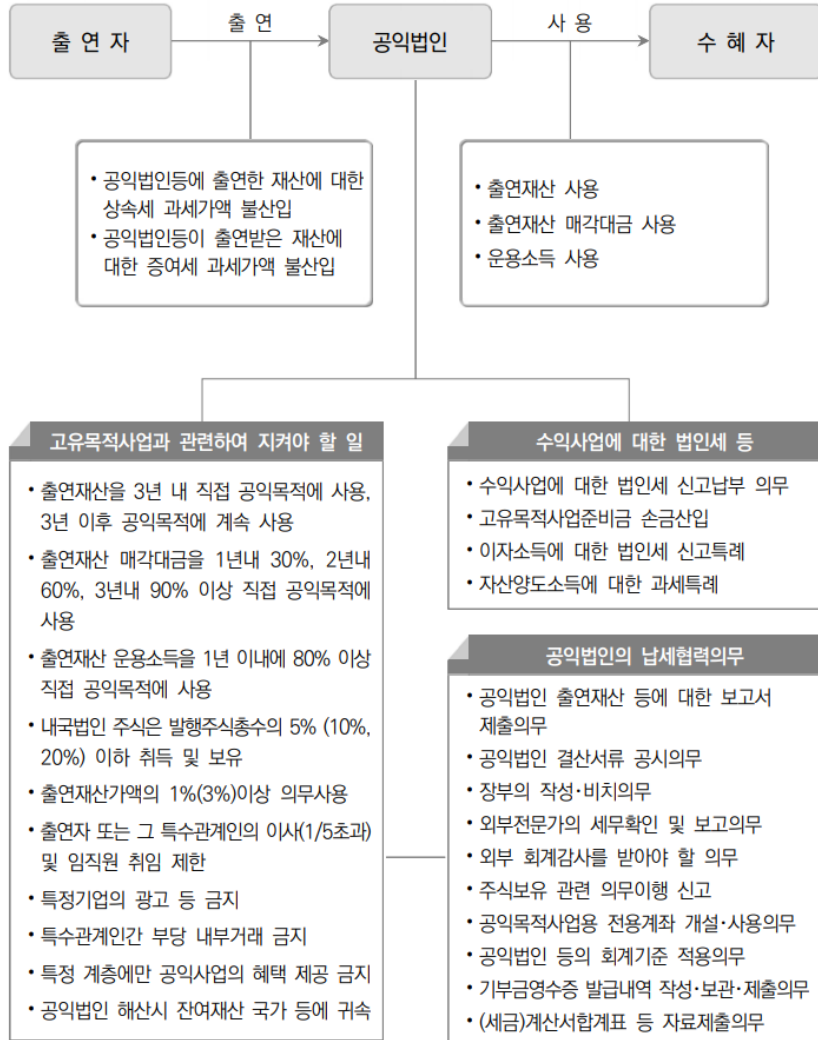 출 연 자
출 연
공익법인
사 용
수 혜 자
• 공익법인등에 출연한 재산에 대한
상속세 과세가액 불산입
• 공익법인등이 출연받은 재산에
대한 증여세 과세가액 불산입
• 출연재산 사용
• 출연재산 매각대금 사용
• 운용소득 사용
고유목적사업과 관련하여 지켜야 할 일
• 출연재산을 3년 내 직접 공익목적에 사용,
3년 이후 공익목적에 계속 사용
• 출연재산 매각대금을 1년내 30%, 2년내
60%, 3년내 90% 이상 직접 공익목적에
사용
• 출연재산 운용소득을 1년 이내에 80% 이상
직접 공익목적에 사용
• 내국법인 주식은 발행주식총수의 5% (10%,
20%) 이하 취득 및 보유
• 출연재산가액의 1%(3%)이상 의무사용
• 출연자 또는 그 특수관계인의 이사(1/5초과)
및 임직원 취임 제한
• 특정기업의 광고 등 금지
• 특수관계인간 부당 내부거래 금지
• 특정 계층에만 공익사업의 혜택 제공 금지
• 공익법인 해산시 잔여재산 국가 등에 귀속
수익사업에 대한 법인세 등
• 수익사업에 대한 법인세 신고납부 의무
• 고유목적사업준비금 손금산입
• 이자소득에 대한 법인세 신고특례
• 자산양도소득에 대한 과세특례
공익법인의 납세협력의무
• 공익법인 출연재산 등에 대한 보고서
제출의무
• 공익법인 결산서류 공시의무
• 장부의 작성·비치의무
• 외부전문가의 세무확인 및 보고의무
• 외부 회계감사를 받아야 할 의무
• 주식보유 관련 의무이행 신고
• 공익목적사업용 전용계좌 개설·사용의무
• 공익법인 등의 회계기준 적용의무
• 기부금영수증 발급내역 작성·보관·제출의무
• (세금)계산서합계표 등 자료제출의무